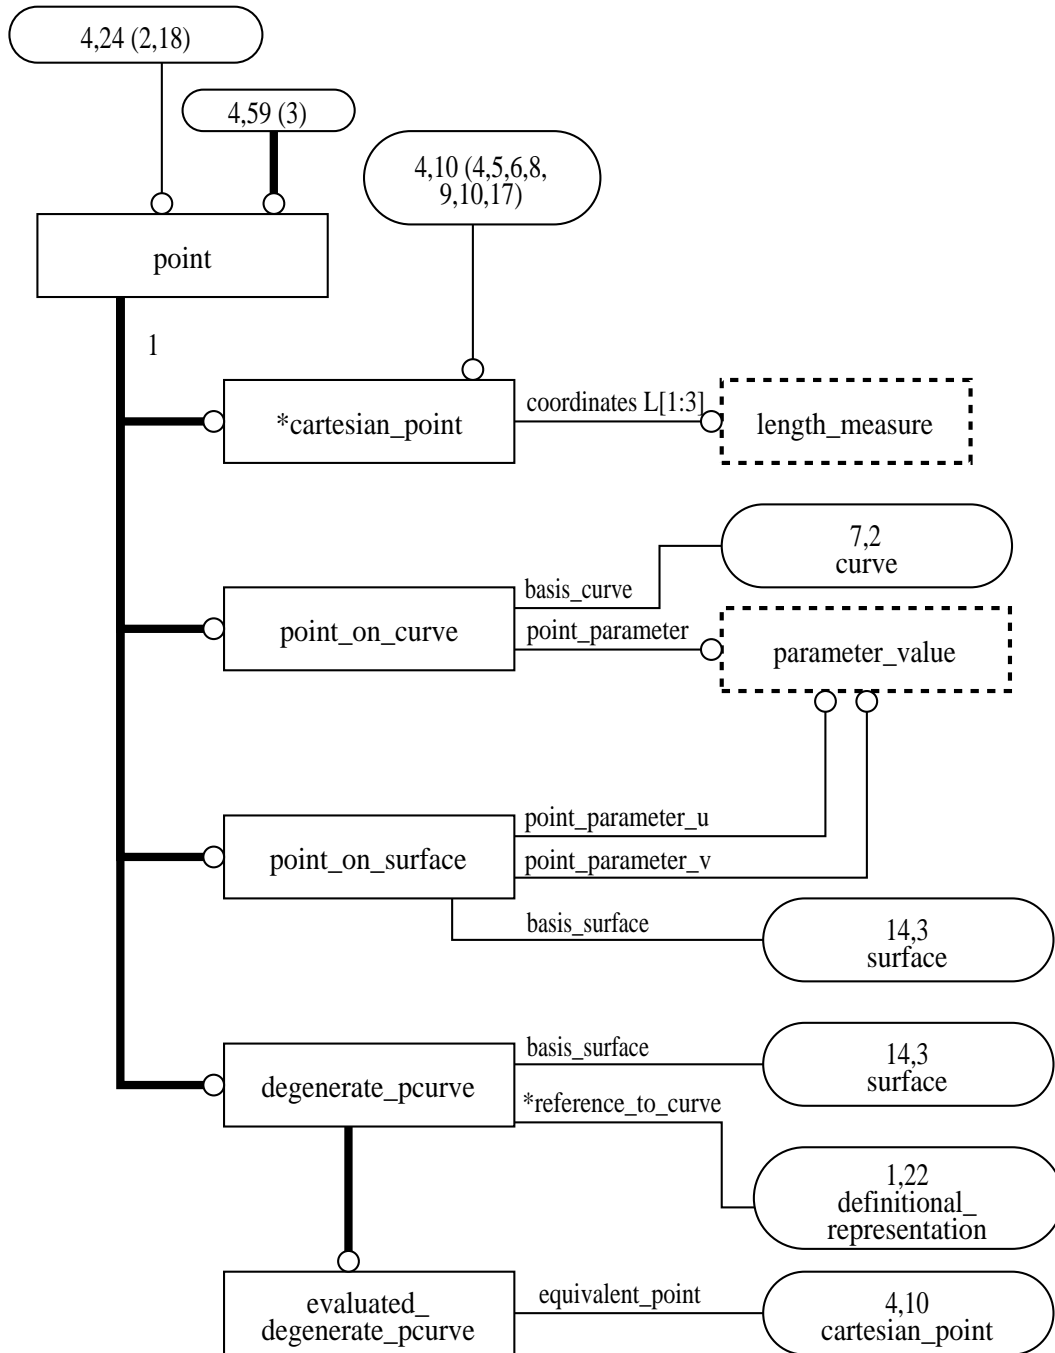 4,24 (2,18)
4,59 (3)
4,10 (4,5,6,8,
9,10,17)
point
1
*cartesian_point
coordinates L[1:3]
length_measure
7,2
curve
basis_curve
point_on_curve
point_parameter
parameter_value
point_on_surface
point_parameter_u
point_parameter_v
basis_surface
14,3
surface
degenerate_pcurve
basis_surface
14,3
surface
*reference_to_curve
1,22
definitional_
representation
evaluated_
degenerate_pcurve
equivalent_point
4,10
cartesian_point